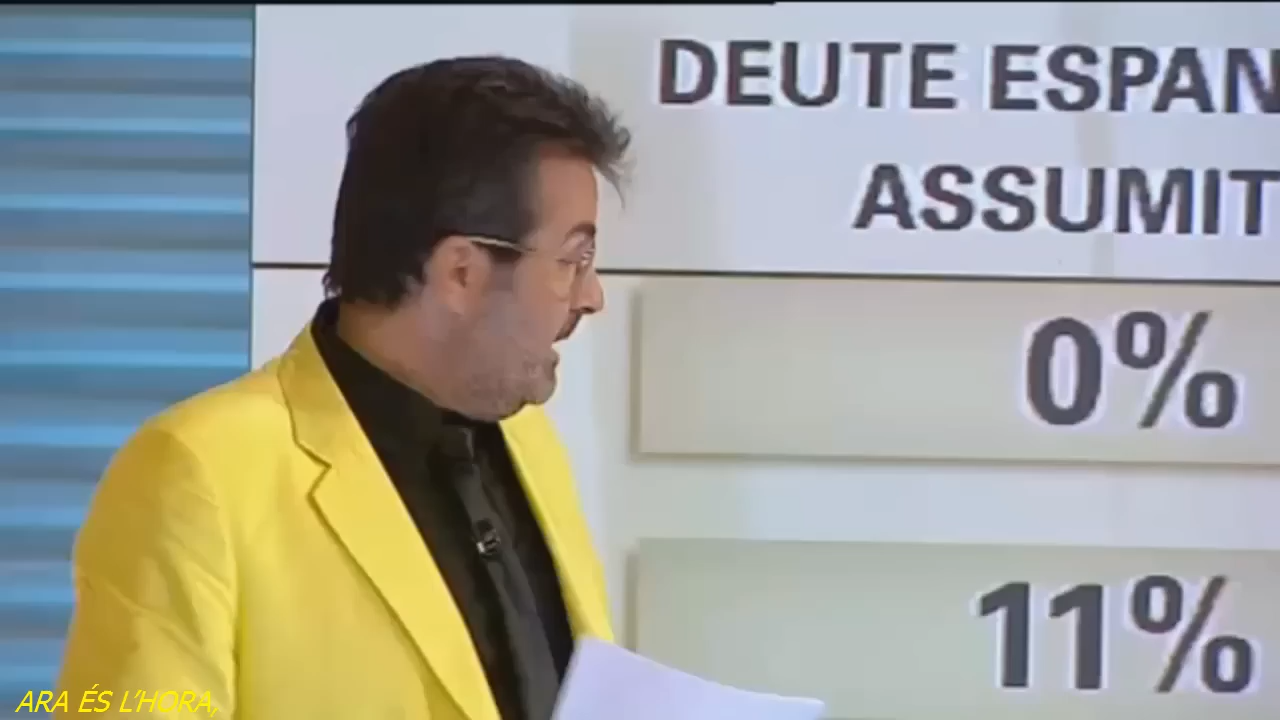 DEUTE ESPAN
ASSUMIT
0%
11%
ARA ÉS L'HORA,